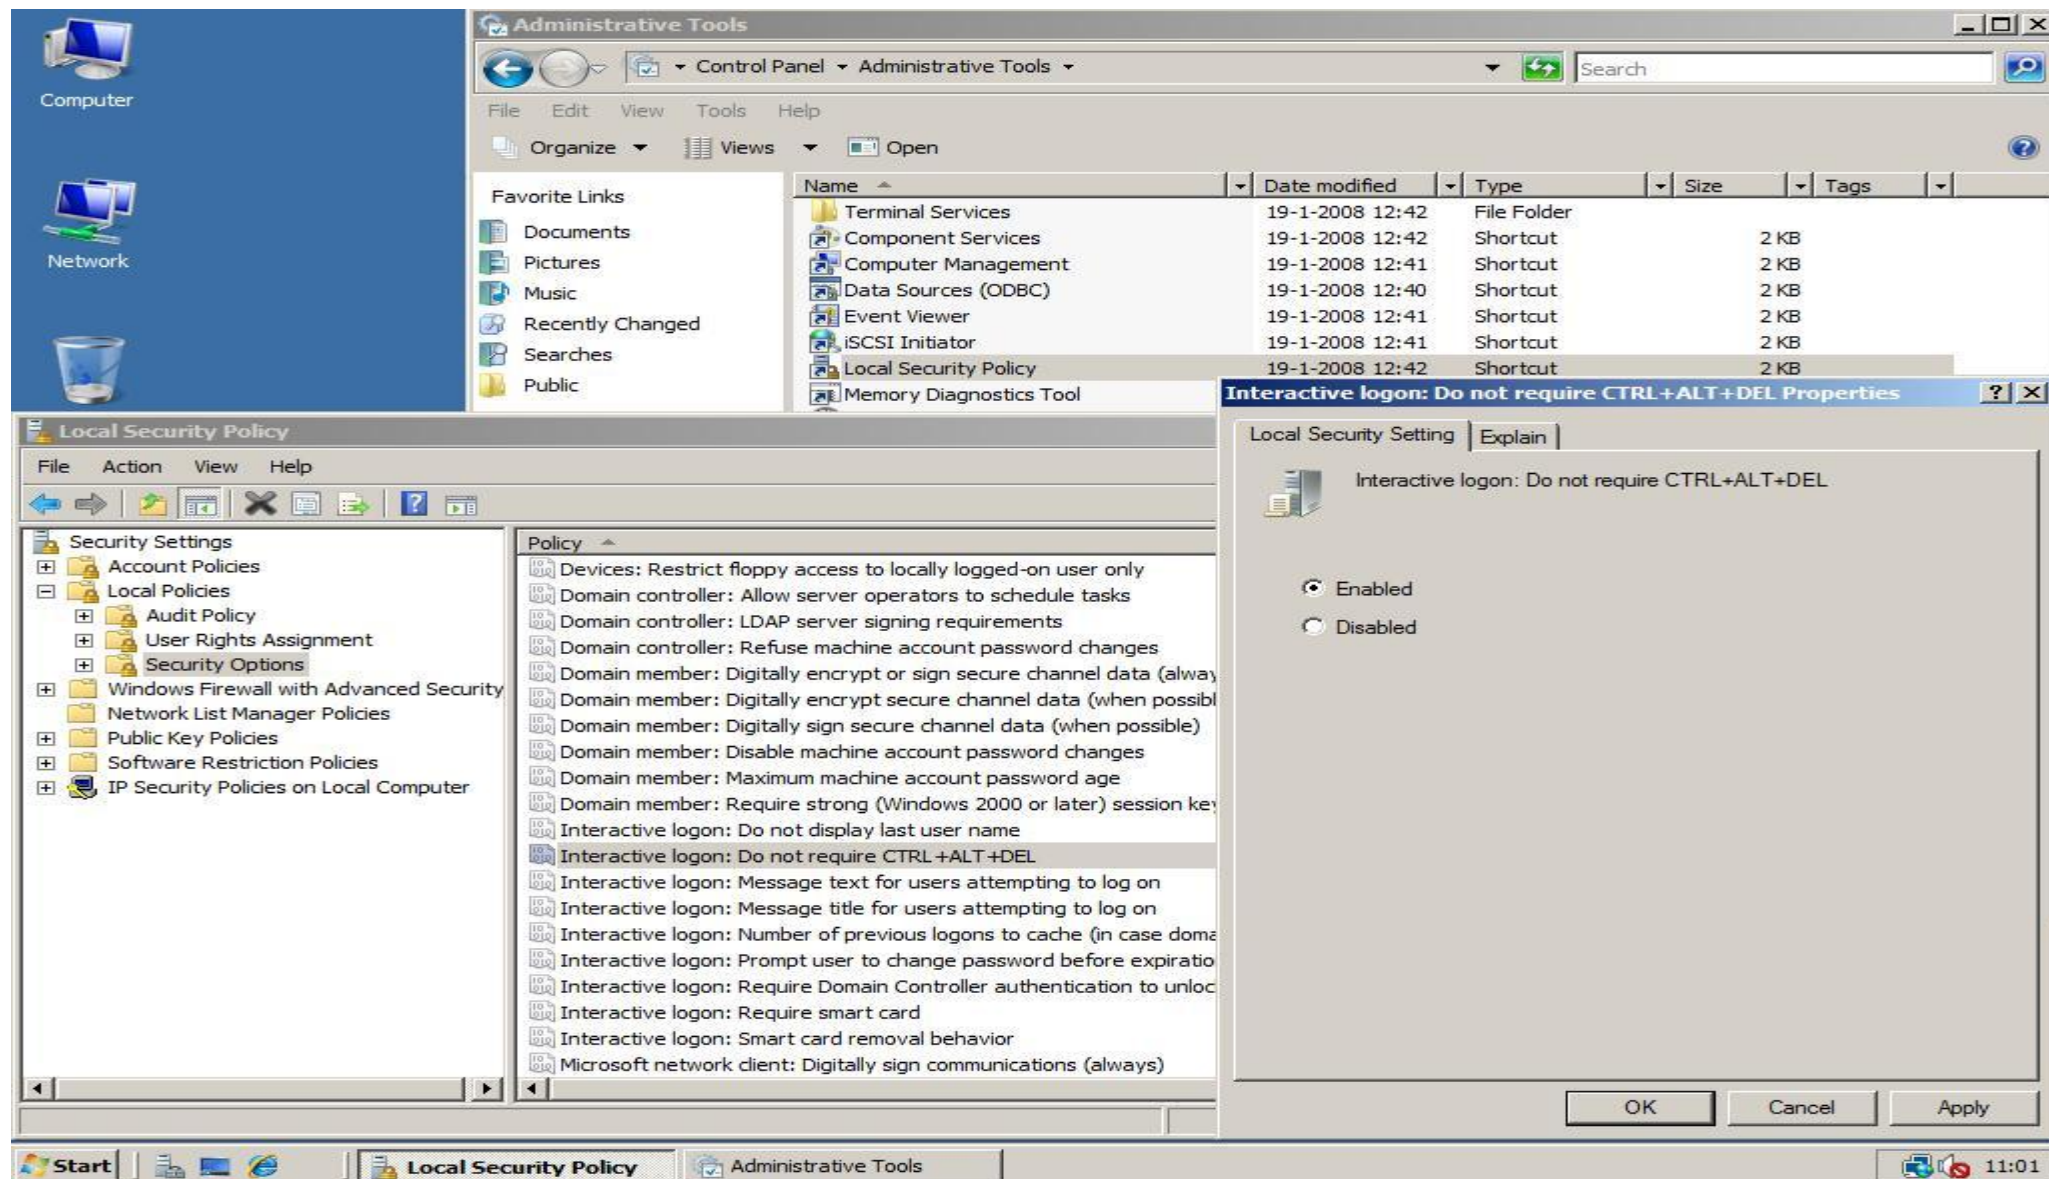 Computer
Network
Administrative Tools
Control Panel Administrative Tools
Search
File Edit View Tools Help
Organize Views Open
Favorite Links
Documents
Pictures
Music
Recently Changed
Searches
Public
Name Date modified Type Size Tags
Terminal Services 19-1-2008 12:42 File Folder
Component Services 19-1-2008 12:42 Shortcut 2 KB
Computer Management 19-1-2008 12:41 Shortcut 2 KB
Data Sources (ODBC) 19-1-2008 12:40 Shortcut 2 KB
Event Viewer 19-1-2008 12:41 Shortcut 2 KB
iSCSI Initiator 19-1-2008 12:41 Shortcut 2 KB
Local Security Policy 19-1-2008 12:42 Shortcut 2 KB
Memory Diagnostics Tool
Local Security Policy
File Action View Help
Security Settings
Account Policies
Local Policies
Audit Policy
User Rights Assignment
Security Options
Windows Firewall with Advanced Security
Network List Manager Policies
Public Key Policies
Software Restriction Policies
IP Security Policies on Local Computer
Policy
Devices: Restrict floppy access to locally logged-on user only
Domain controller: Allow server operators to schedule tasks
Domain controller: LDAP server signing requirements
Domain controller: Refuse machine account password changes
Domain member: Digitally encrypt or sign secure channel data (alway
Domain member: Digitally encrypt secure channel data (when possibl
Domain member: Digitally sign secure channel data (when possible)
Domain member: Disable machine account password changes
Domain member: Maximum machine account password age
Domain member: Require strong (Windows 2000 or later) session key
Interactive logon: Do not display last user name
Interactive logon: Do not require CTRL+ALT+DEL
Interactive logon: Message text for users attempting to log on
Interactive logon: Message title for users attempting to log on
Interactive logon: Number of previous logons to cache (in case doma
Interactive logon: Prompt user to change password before expiratio
Interactive logon: Require Domain Controller authentication to unloc
Interactive logon: Require smart card
Interactive logon: Smart card removal behavior
Microsoft network client: Digitally sign communications (always)
Interactive logon: Do not require CTRL+ALT+DEL Properties
Local Security Setting Explain
Interactive logon: Do not require CTRL+ALT+DEL
Enabled
Disabled
OK Cancel Apply
Start Local Security Policy Administrative Tools 11:01